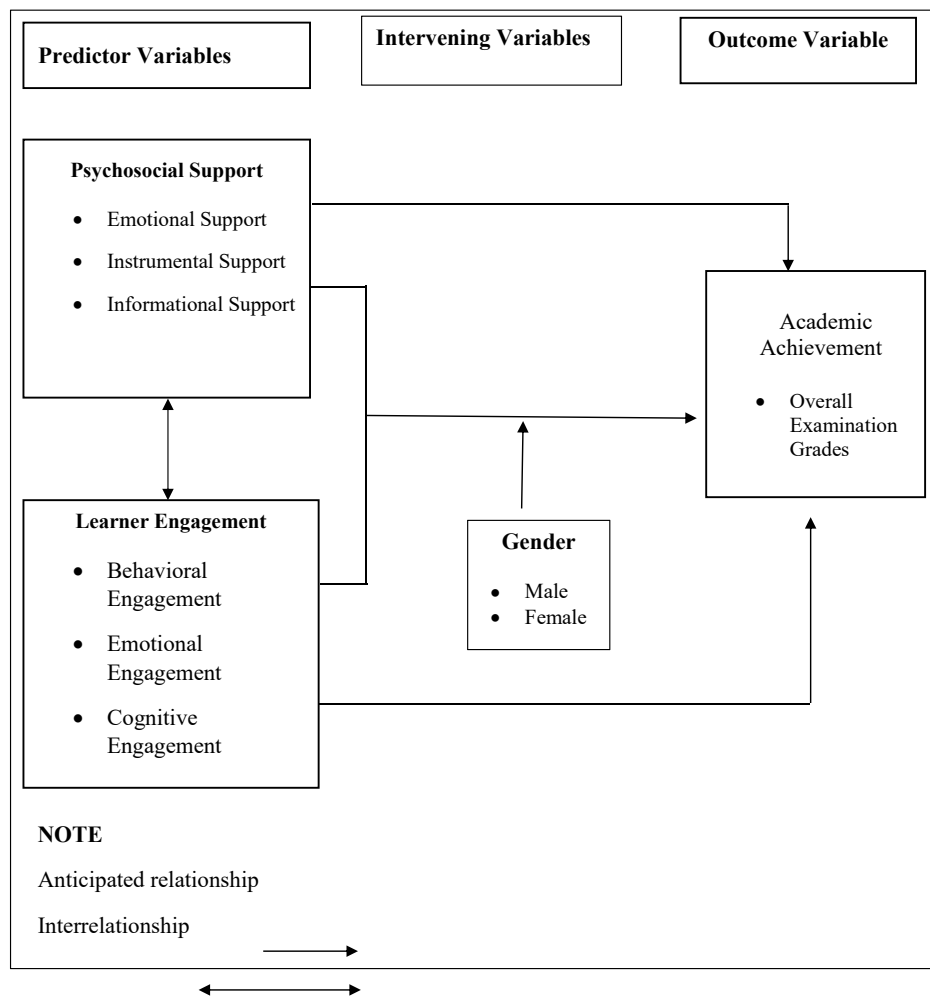 Predictor Variables
Intervening Variables
Outcome Variable
Psychosocial Support
• Emotional Support
• Instrumental Support
• Informational Support
Academic
Achievement
• Overall
Examination
Grades
Learner Engagement
• Behavioral
Engagement
• Emotional
Engagement
• Cognitive
Engagement
Gender
• Male
• Female
NOTE
Anticipated relationship
Interrelationship